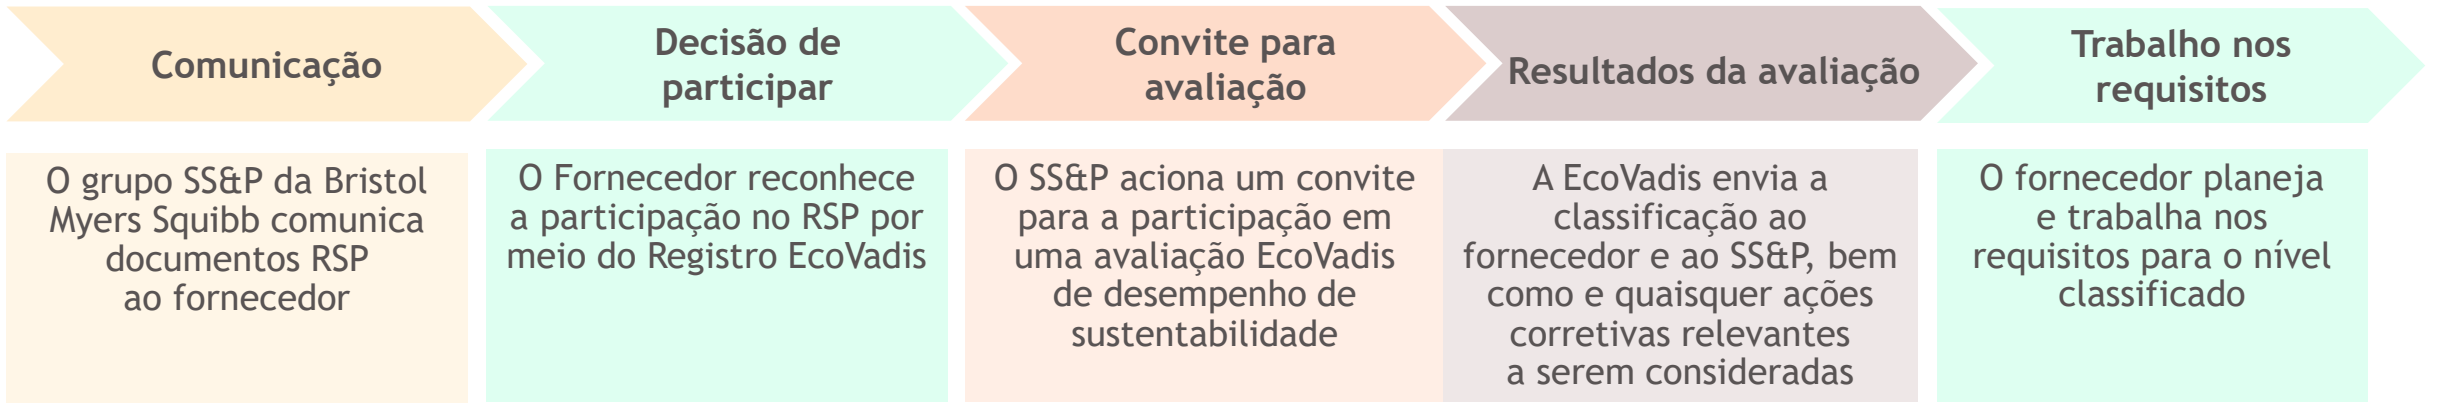 Comunicação
O grupo SS&P da Bristol
Myers Squibb comunica
documentos RSP
ao fornecedor
Decisão de
participar
O Fornecedor reconhece
a participação no RSP por
meio do Registro EcoVadis
Convite para
avaliação
O SS&P aciona um convite
para a participação em
uma avaliação EcoVadis
de desempenho de
sustentabilidade
Resultados da avaliação
A EcoVadis envia a
classificação ao
fornecedor e ao SS&P, bem
como e quaisquer ações
corretivas relevantes
a serem consideradas
Trabalho nos
requisitos
O fornecedor planeja
e trabalha nos
requisitos para o nível
classificado